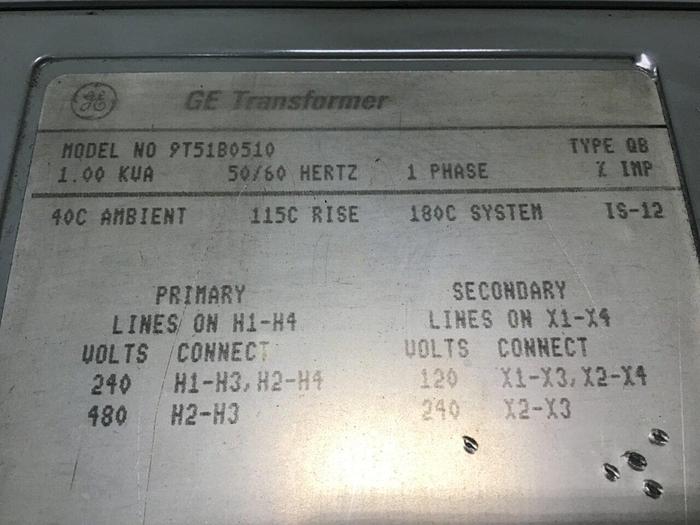 GE GE Transformer
MODEL NO 9T51B0510 TYPE QB
1.00 KVA 50/60 HERTZ 1 PHASE % IMP
40C AMBIENT 115C RISE 180C SYSTEM IS-12
PRIMARY SECONDARY
LINES ON H1-H4 LINES ON X1-X4
VOLTS CONNECT VOLTS CONNECT
240 H1-H3,H2-H4 120 X1-X3,X2-X4
480 H2-H3 240 X2-X3